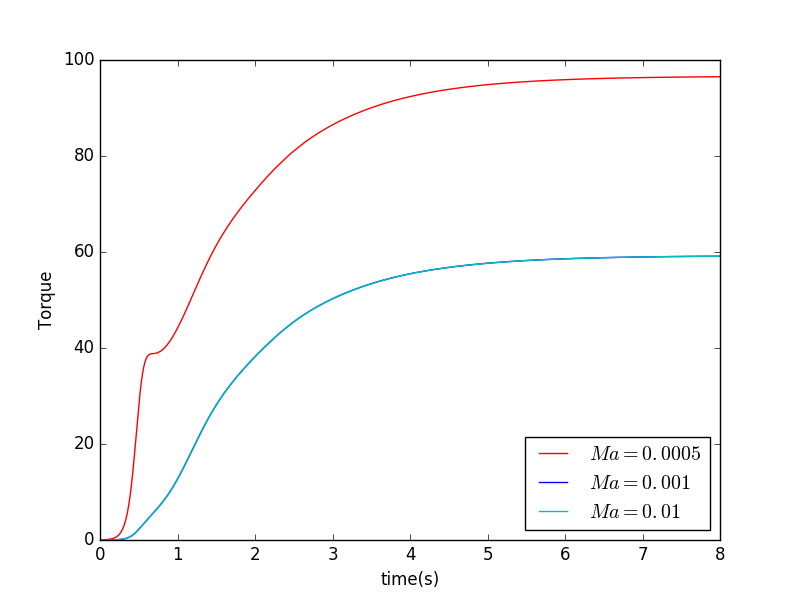 100
80
60
40
20
0
Torque
Ma = 0.0005
Ma = 0.001
Ma = 0.01
0 1 2 3 4 5 6 7 8
time(s)